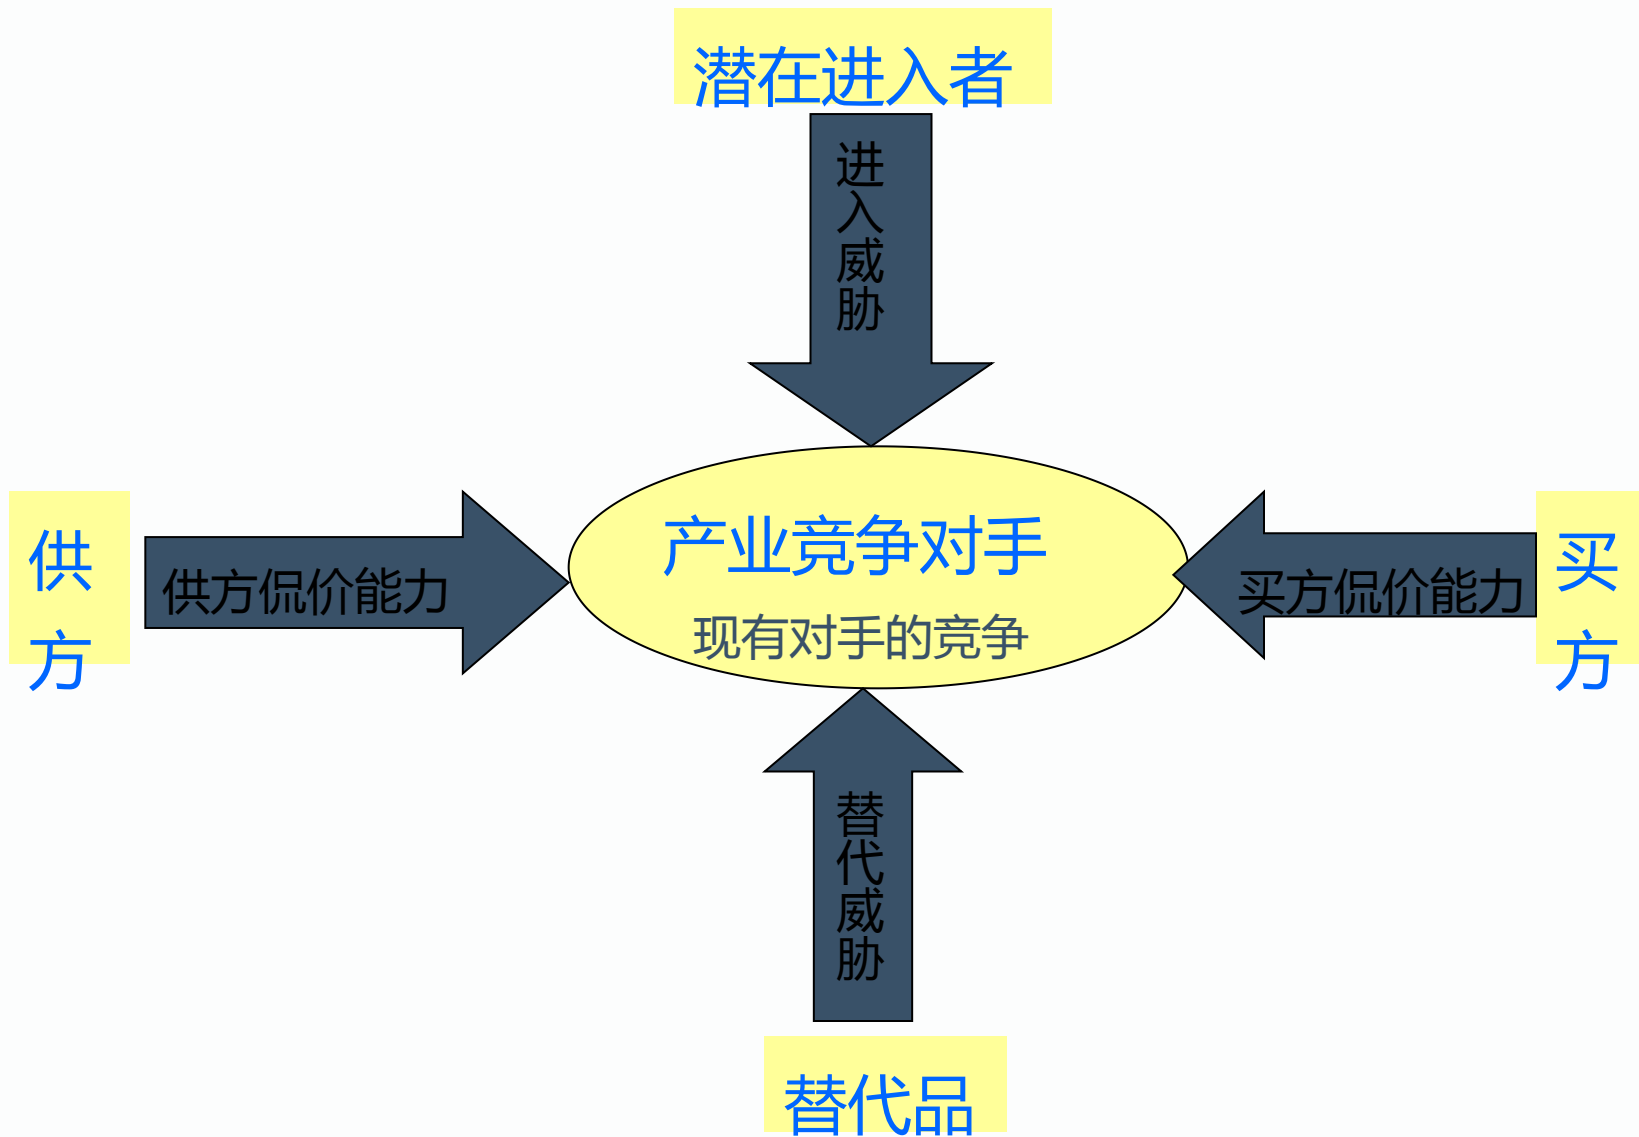 潜在进入者
进入威胁
产业竞争对手
现有对手的竞争
供方
供方侃价能力
买方侃价能力
买方
替代威胁
替代品